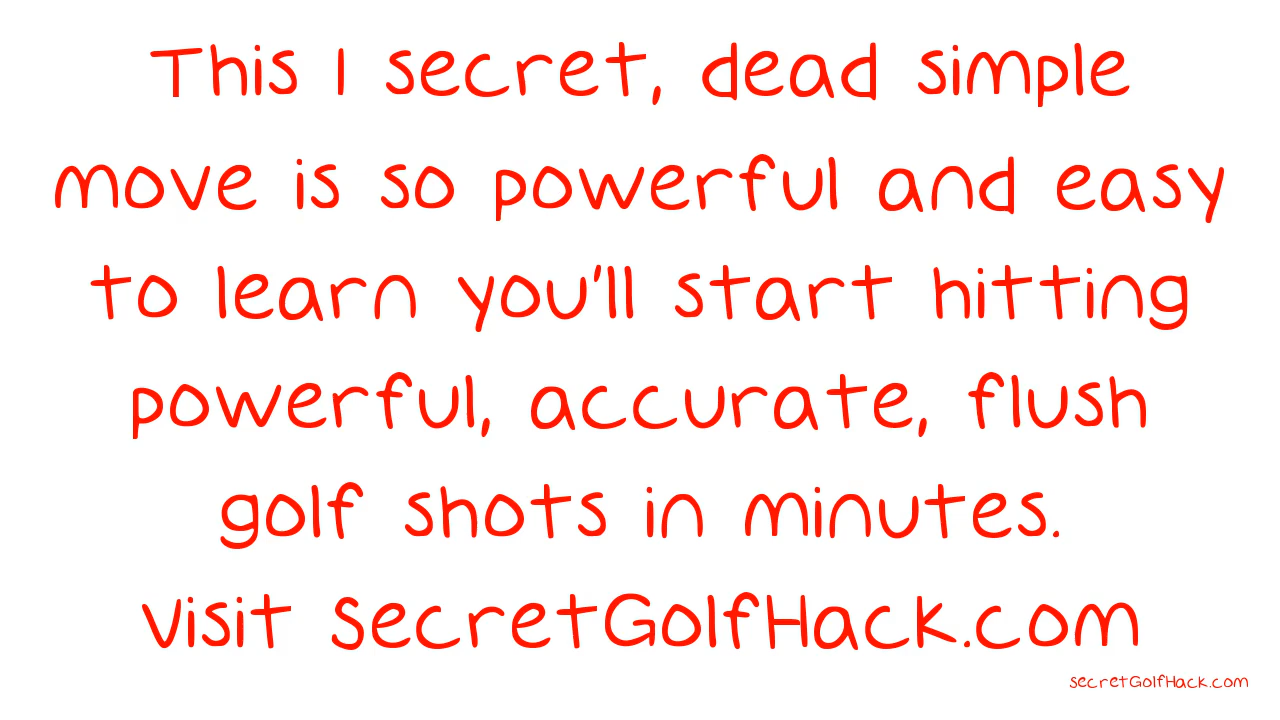 This 1 secret, dead simple
move is so powerful and easy
to learn you'll start hitting
powerful, accurate, flush
golf shots in minutes.
Visit SecretGolfHack.com
secretGolfHack.com